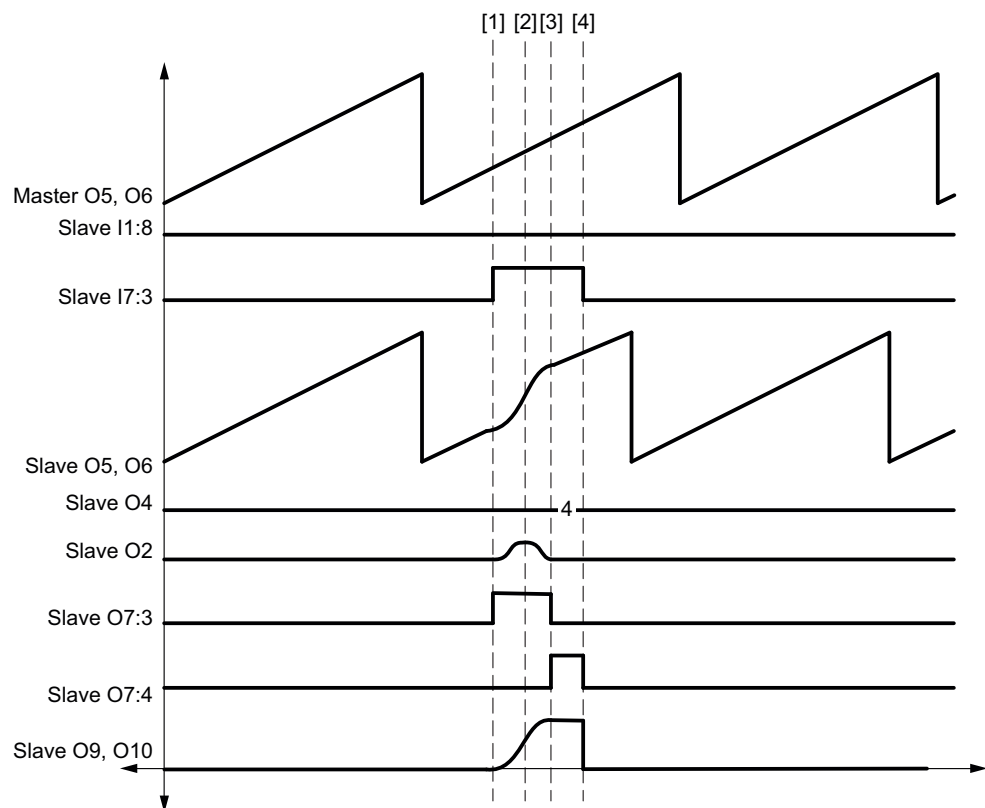 [1] [2] [3] [4]
Master O5, O6
Slave I1:8
Slave I7:3
Slave O5, O6
Slave O4
4
Slave O2
Slave O7:3
Slave O7:4
Slave O9, O10